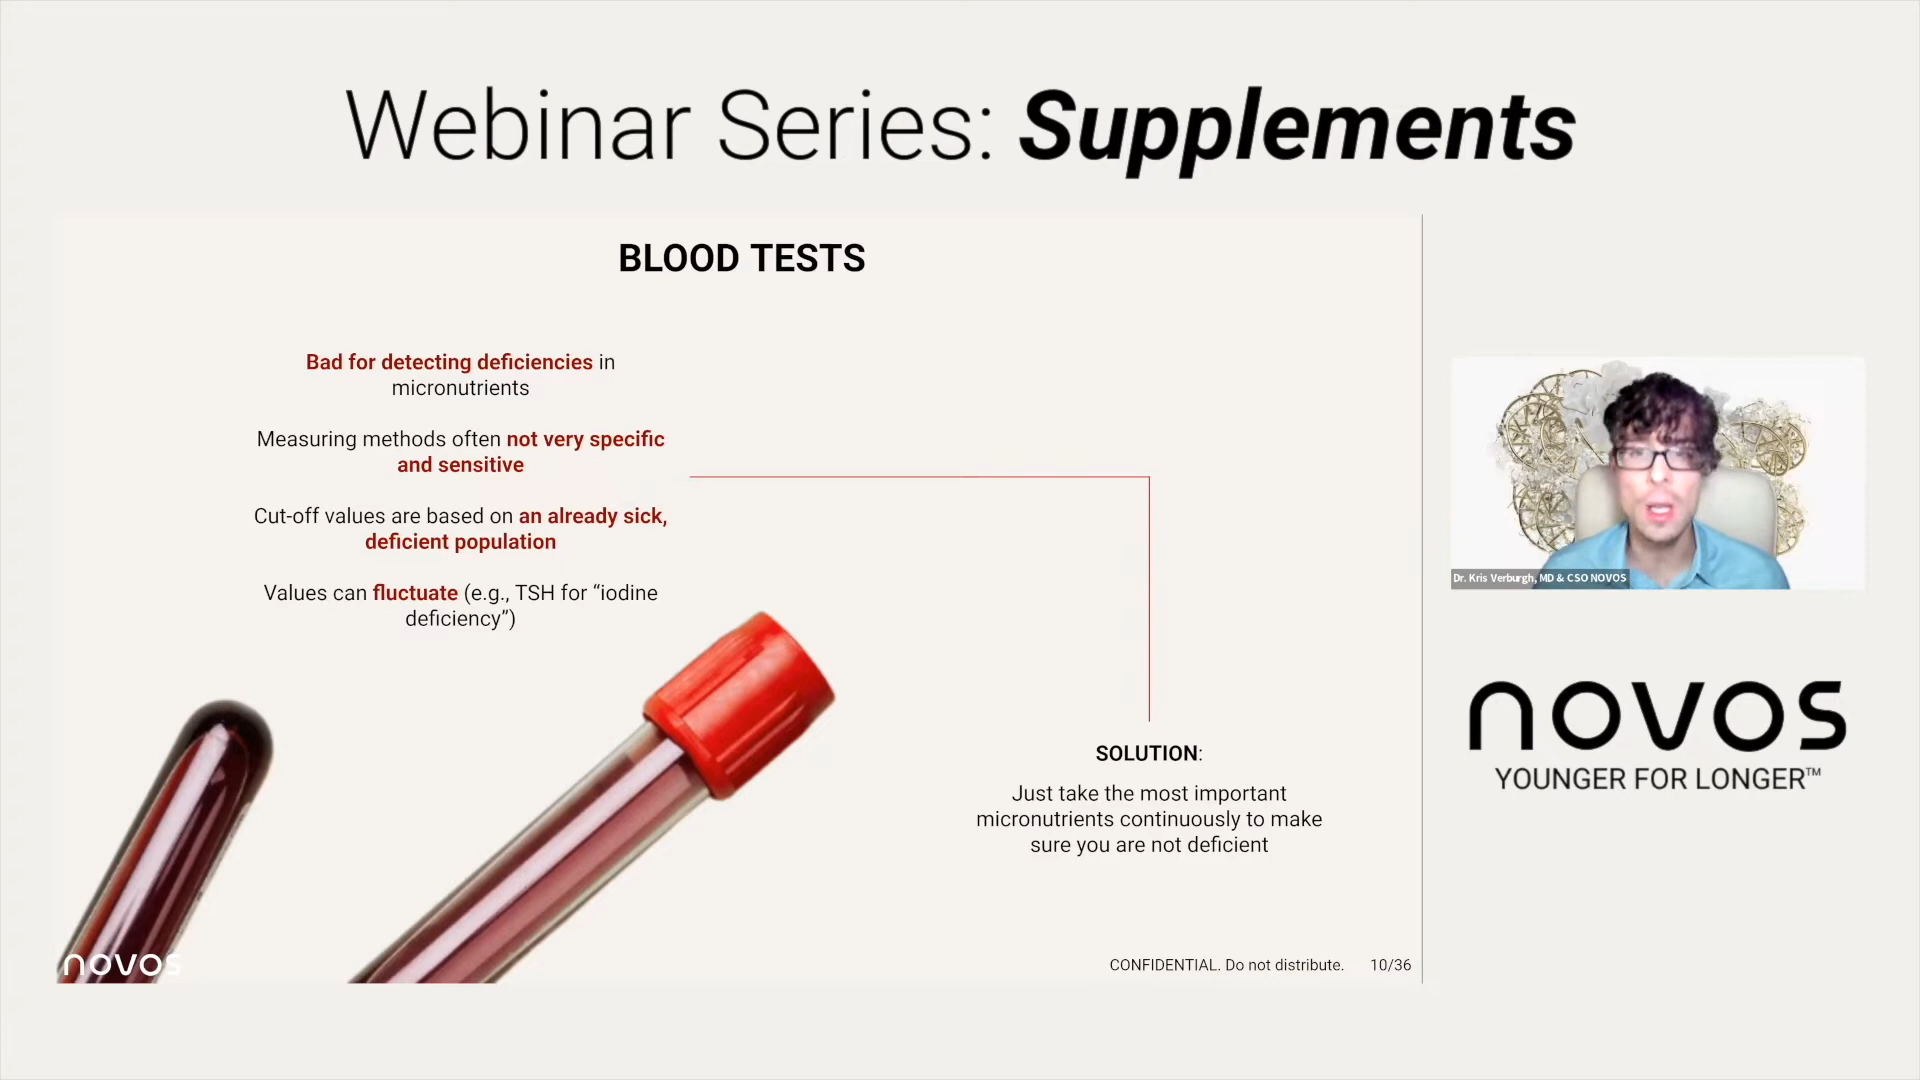 Webinar Series: Supplements
BLOOD TESTS
Bad for detecting deficiencies in
micronutrients
Measuring methods often not very specific
and sensitive
Cut-off values are based on an already sick,
deficient population
Values can fluctuate (e.g., TSH for “iodine
deficiency”)
SOLUTION:
Just take the most important
micronutrients continuously to make
sure you are not deficient
novos
CONFIDENTIAL. Do not distribute. 10/36
Dr. Kris Verburgh, MD & CSO NOVOS
novos
YOUNGER FOR LONGER™